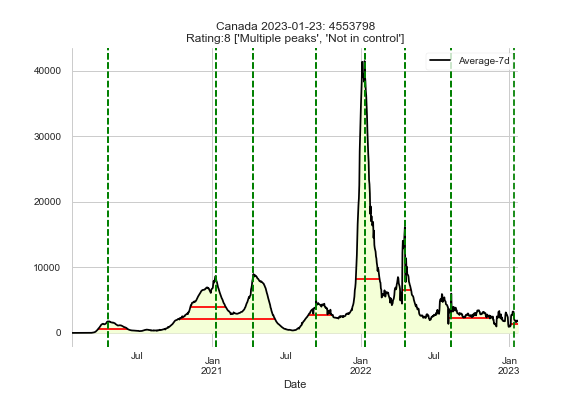 Canada 2023-01-23: 4553798
Rating:8 ['Multiple peaks', 'Not in control']
Average-7d
40000
30000
20000
10000
0
Jul
Jan
2021
Jul
Jan
2022
Jul
Jan
2023
Date